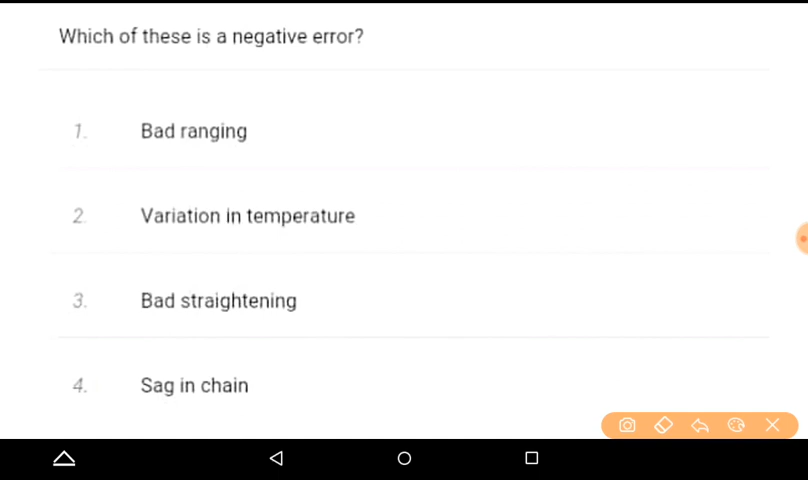 Which of these is a negative error?
1. Bad ranging
2. Variation in temperature
3. Bad straightening
4. Sag in chain